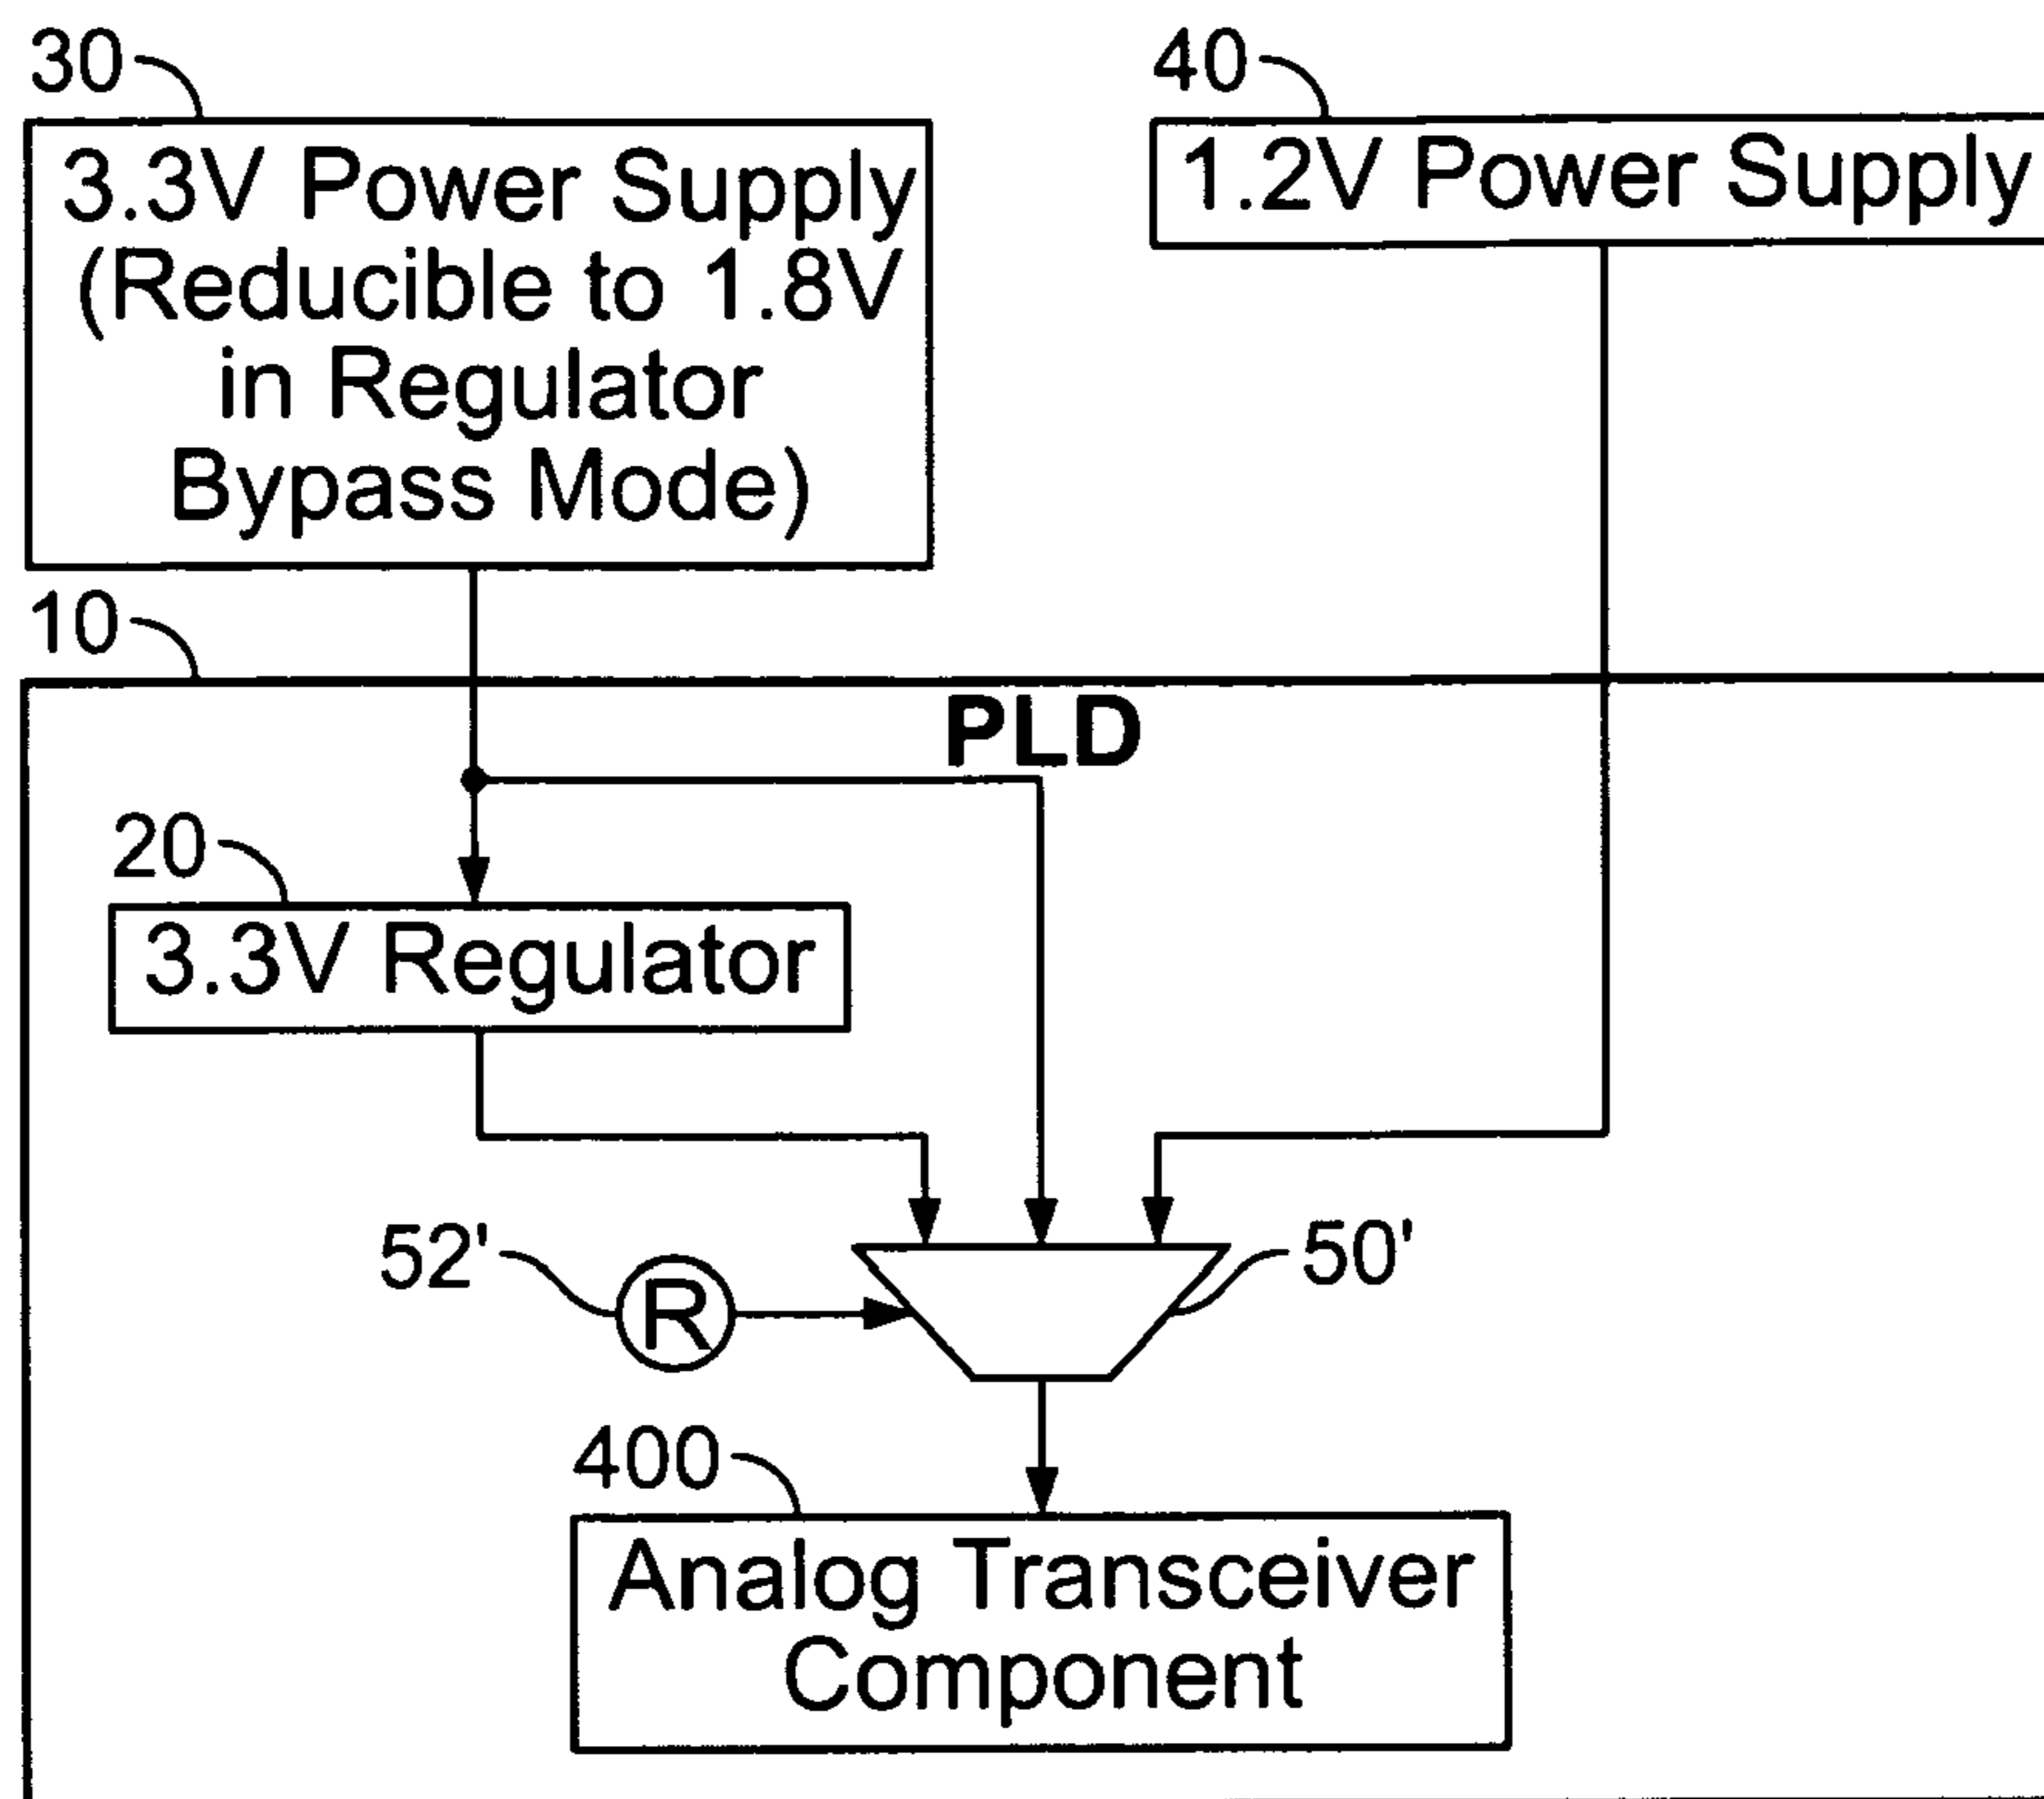 30
40
3.3V Power Supply
(Reducible to 1.8V
in Regulator
Bypass Mode)
1.2V Power Supply
10
PLD
20
3.3V Regulator
52'
R
50'
400
Analog Transceiver
Component